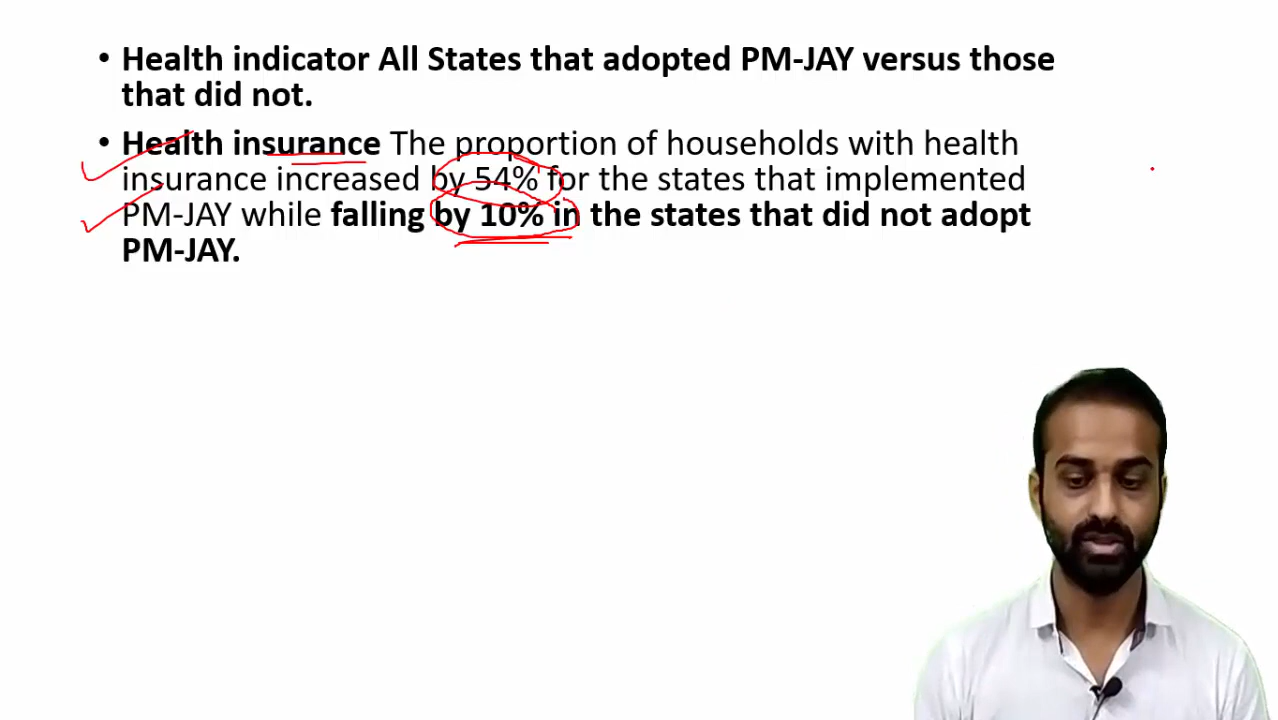 • Health indicator All States that adopted PM-JAY versus those
that did not.
• Health insurance The proportion of households with health
insurance increased by 54% for the states that implemented
PM-JAY while falling by 10% in the states that did not adopt
PM-JAY.